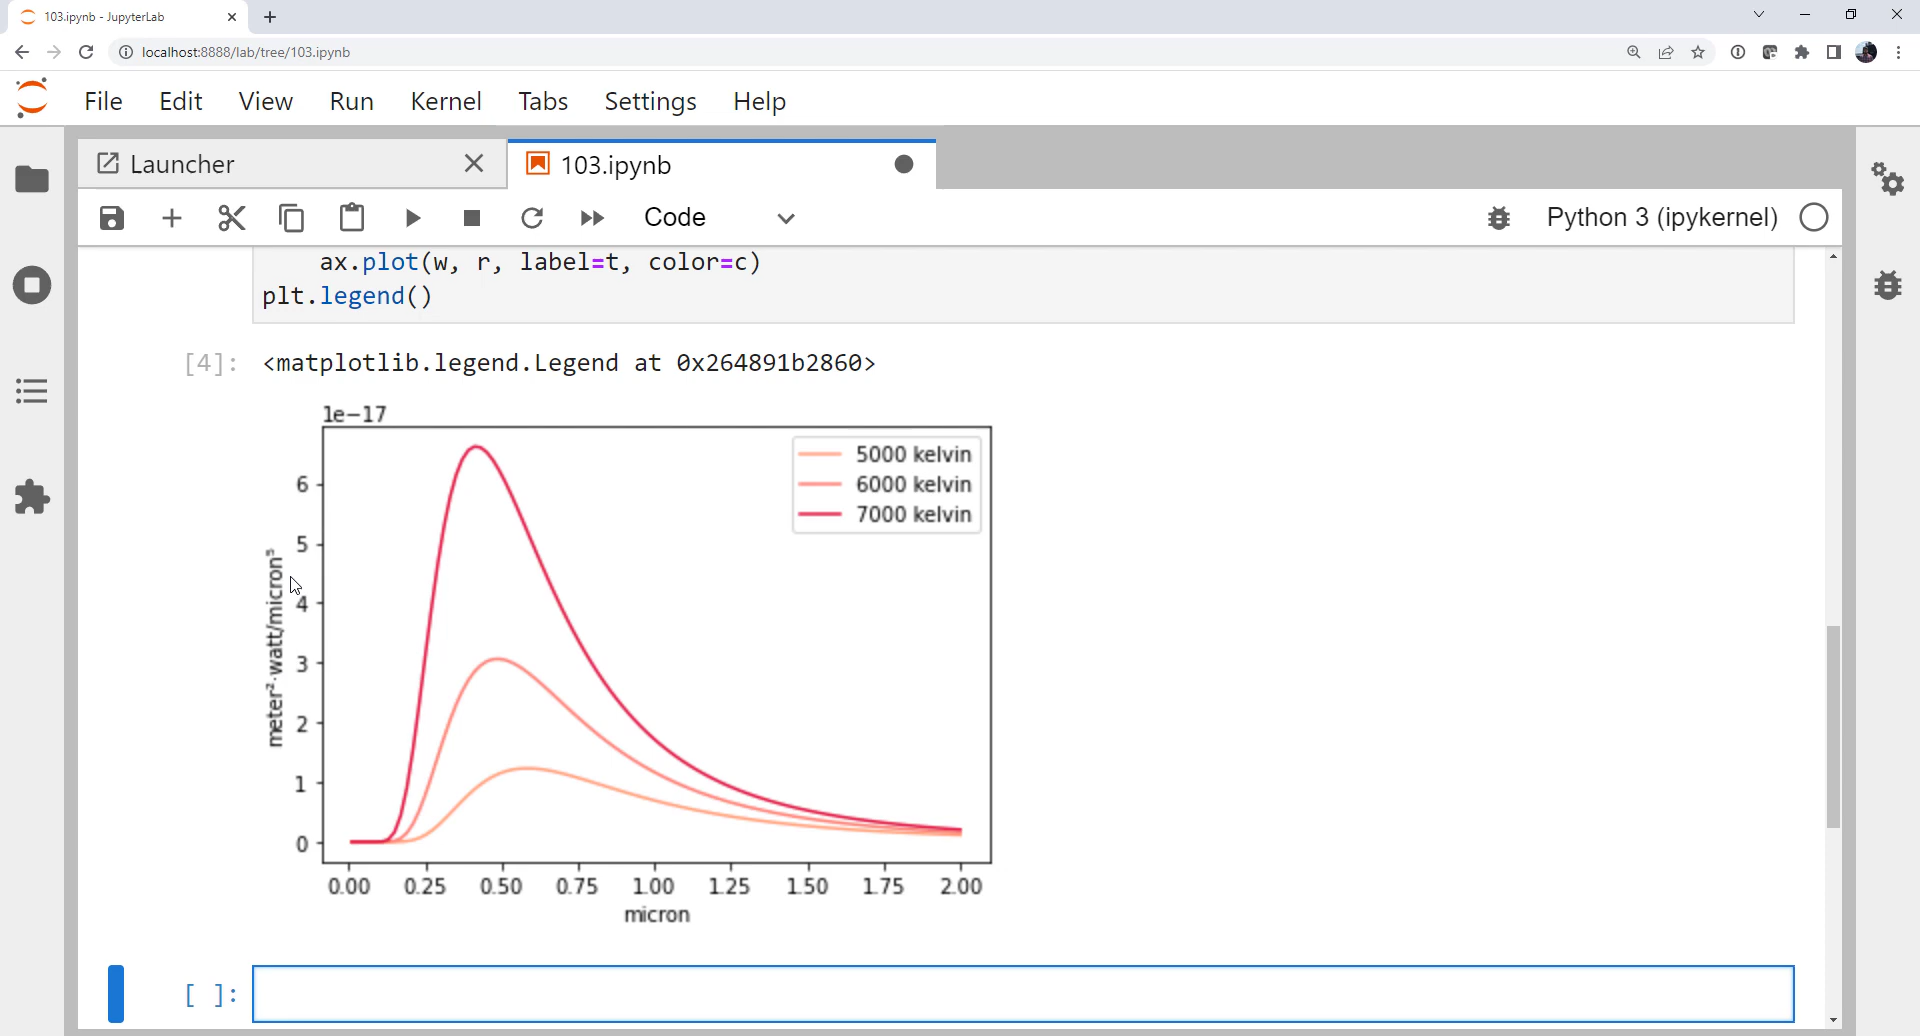 103.ipynb - JupyterLab
localhost:8888/lab/tree/103.ipynb
File Edit View Run Kernel Tabs Settings Help
Launcher
103.ipynb
Code
Python 3 (ipykernel)
ax.plot(w, r, label=t, color=c)
plt.legend()
[4]: <matplotlib.legend.Legend at 0x264891b2860>
1e−17
5000 kelvin
6000 kelvin
7000 kelvin
6
5
4
3
2
1
0
meter²·watt/micron⁵
0.00 0.25 0.50 0.75 1.00 1.25 1.50 1.75 2.00
micron
[ ]: